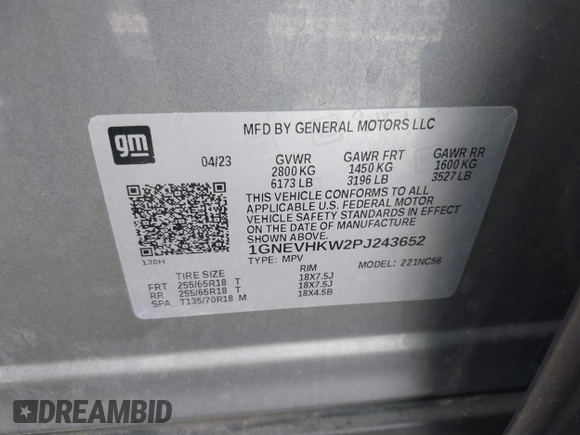 gm
MFD BY GENERAL MOTORS LLC
04/23 GVWR GAWR FRT GAWR RR
2800 KG 1450 KG 1600 KG
6173 LB 3196 LB 3527 LB
THIS VEHICLE CONFORMS TO ALL
APPLICABLE U.S. FEDERAL MOTOR
VEHICLE SAFETY STANDARDS IN EFFECT
ON THE DATE OF MANUFACTURE
SHOWN ABOVE.
1GNEVHKW2PJ243652
130H TYPE: MPV MODEL: 221NC56
TIRE SIZE RIM
FRT 255/65R18 T 18X7.5J
RR 255/65R18 T 18X7.5J
SPA T135/70R18 M 18X4.5B
DREAMBID